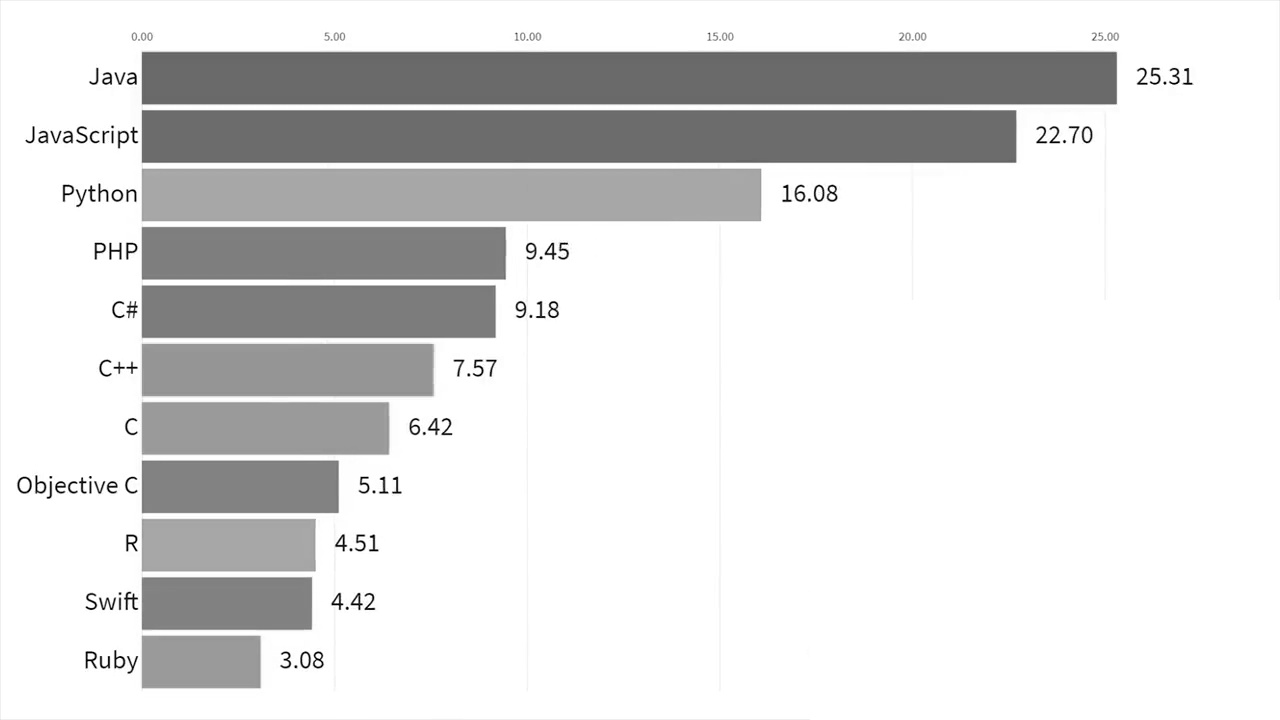 0.00 5.00 10.00 15.00 20.00 25.00
Java 25.31
JavaScript 22.70
Python 16.08
PHP 9.45
C# 9.18
C++ 7.57
C 6.42
Objective C 5.11
R 4.51
Swift 4.42
Ruby 3.08